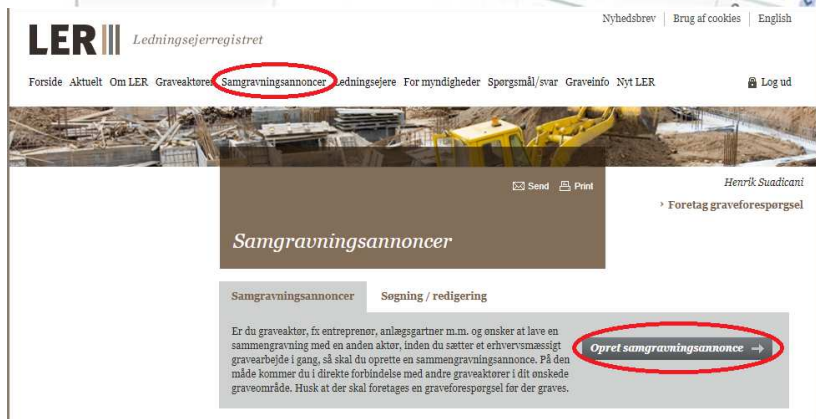 Nyhedsbrev Brug af cookies English
LER Ledningsejerregistret
Forside Aktuelt Om LER Graveaktører Samgravningsannoncer Ledningsejere For myndigheder Spørgsmål/svar Graveinfo Nyt LER Log ud
Send Print
Henrik Suadicani
› Foretag graveforespørgsel
Samgravningsannoncer
Samgravningsannoncer Søgning / redigering
Er du graveaktør, fx entreprenør, anlægsgartner m.m. og ønsker at lave en
sammengravning med en anden aktør, inden du sætter et erhvervsmæssigt
gravearbejde i gang, så skal du oprette en sammengravningsannonce. På den
måde kommer du i direkte forbindelse med andre graveaktører i dit ønskede
graveområde. Husk at der skal foretages en graveforespørgsel før der graves.
Opret samgravningsannonce →